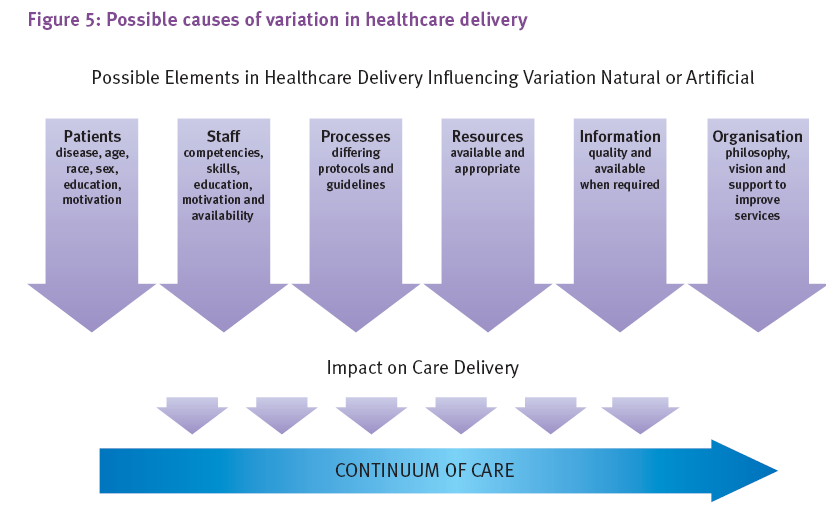 Figure 5: Possible causes of variation in healthcare delivery
Possible Elements in Healthcare Delivery Influencing Variation Natural or Artificial
Patients
disease, age,
race, sex,
education,
motivation
Staff
competencies,
skills,
education,
motivation and
availability
Processes
differing
protocols and
guidelines
Resources
available and
appropriate
Information
quality and
available
when required
Organisation
philosophy,
vision and
support to
improve
services
Impact on Care Delivery
CONTINUUM OF CARE